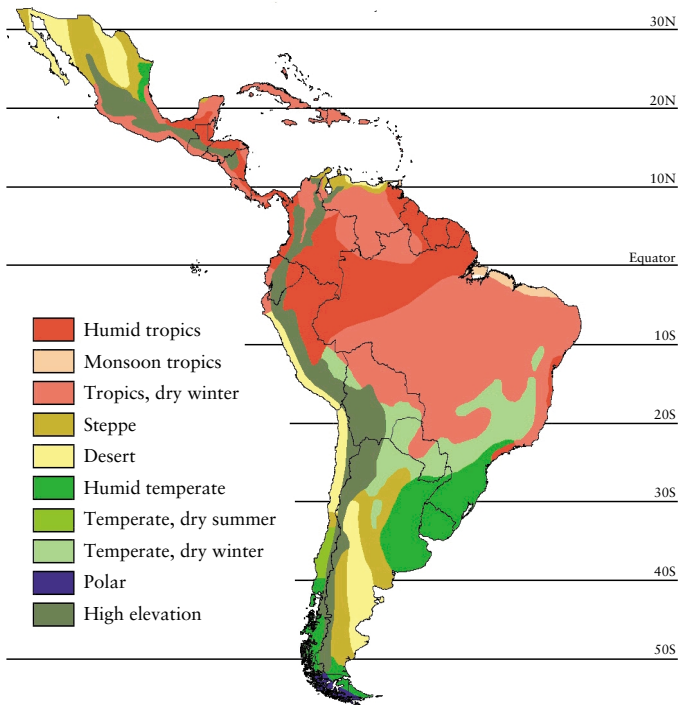 30N
20N
10N
Equator
10S
20S
30S
40S
50S
Humid tropics
Monsoon tropics
Tropics, dry winter
Steppe
Desert
Humid temperate
Temperate, dry summer
Temperate, dry winter
Polar
High elevation